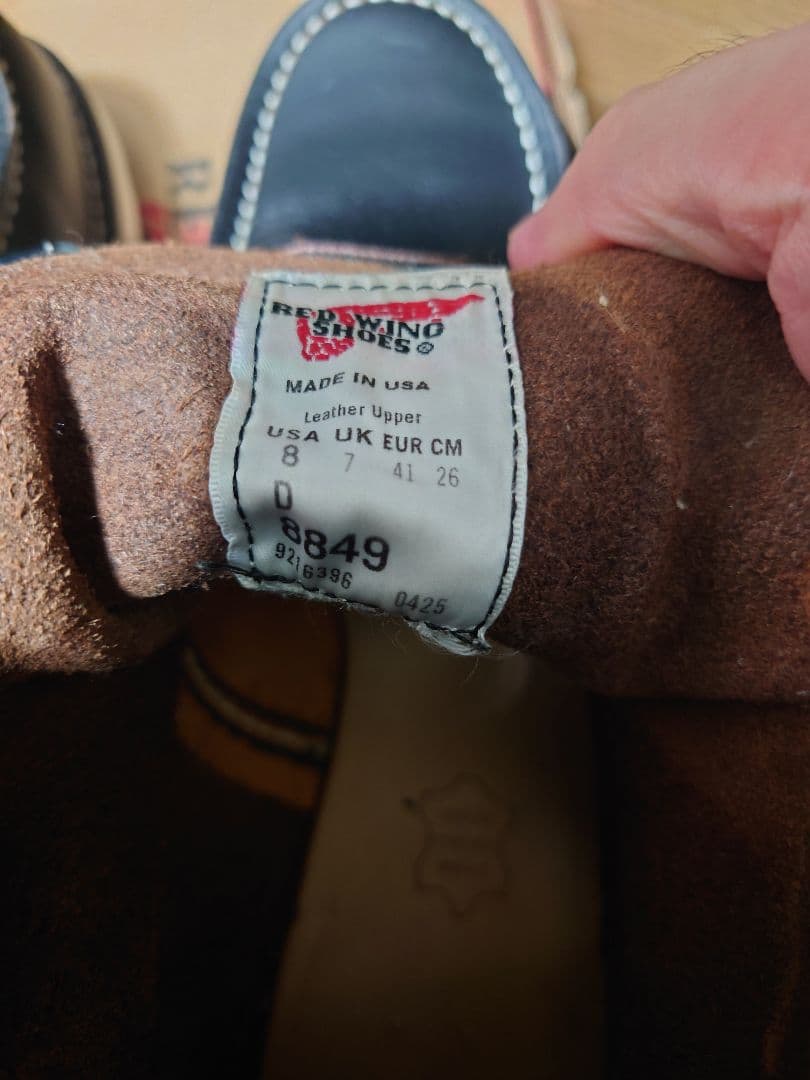 RED WING
SHOES®
MADE IN USA
Leather Upper
USA UK EUR CM
8 7 41 26
D
8849
9216396
0425